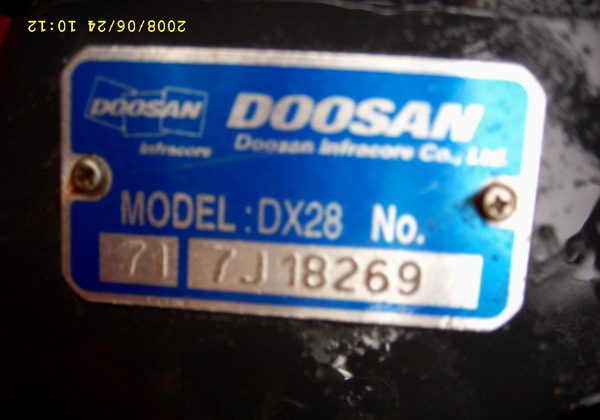 2008/06/24 10:12
DOOSAN
Infracore
DOOSAN
Doosan Infracore Co., Ltd.
MODEL : DX28 No.
71 7J18269